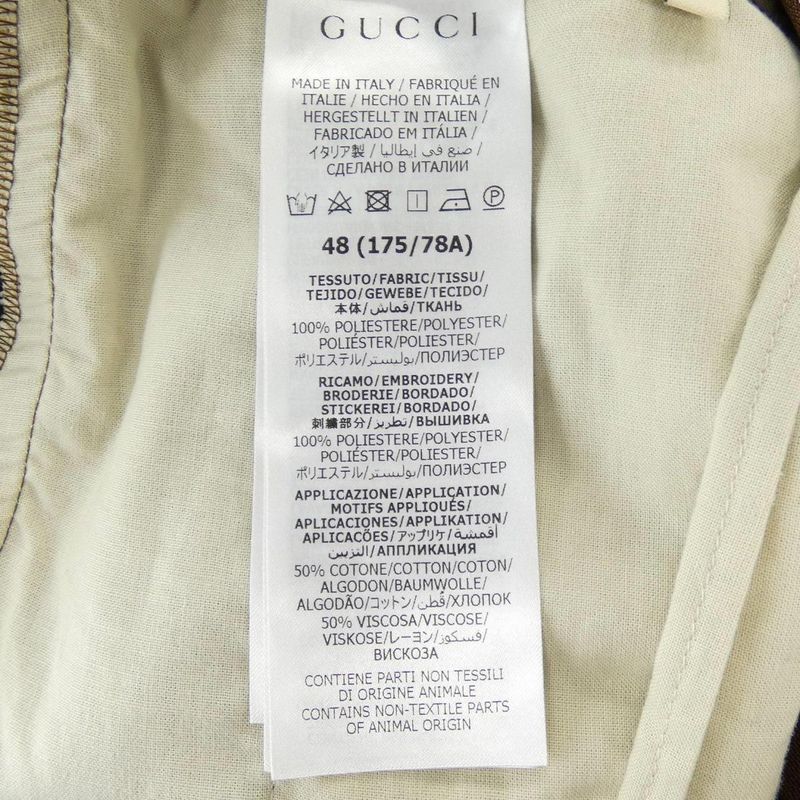 GUCCI
MADE IN ITALY / FABRIQUÉ EN
ITALIE / HECHO EN ITALIA /
HERGESTELLT IN ITALIEN /
FABRICADO EM ITÁLIA /
イタリア製 / صنع في إيطاليا /
СДЕЛАНО В ИТАЛИИ
P
48 (175/78A)
TESSUTO/FABRIC/TISSU/
TEJIDO/GEWEBE/TECIDO/
本体/قماش/ТКАНЬ
100% POLIESTERE/POLYESTER/
POLIÉSTER/POLYESTER/
ポリエステル/بوليستر/ПОЛИЭСТЕР
RICAMO/EMBROIDERY/
BRODERIE/BORDADO/
STICKEREI/BORDADO/
刺繍部分/تطريز/ВЫШИВКА
100% POLIESTERE/POLYESTER/
POLIÉSTER/POLYESTER/
ポリエステル/بوليستر/ПОЛИЭСТЕР
APPLICAZIONE/APPLICATION/
MOTIFS APPLIQUÉS/
APLICACIONES/APPLIKATION/
APLICAÇÕES/アップリケ/أقمشة
التزيين/АППЛИКАЦИЯ
50% COTONE/COTTON/COTON/
ALGODON/BAUMWOLLE/
ALGODÃO/コットン/قُطن/ХЛОПОК
50% VISCOSA/VISCOSE/
VISKOSE/レーヨン/فسكوز/
ВИСКОЗА
CONTIENE PARTI NON TESSILI
DI ORIGINE ANIMALE
CONTAINS NON-TEXTILE PARTS
OF ANIMAL ORIGIN